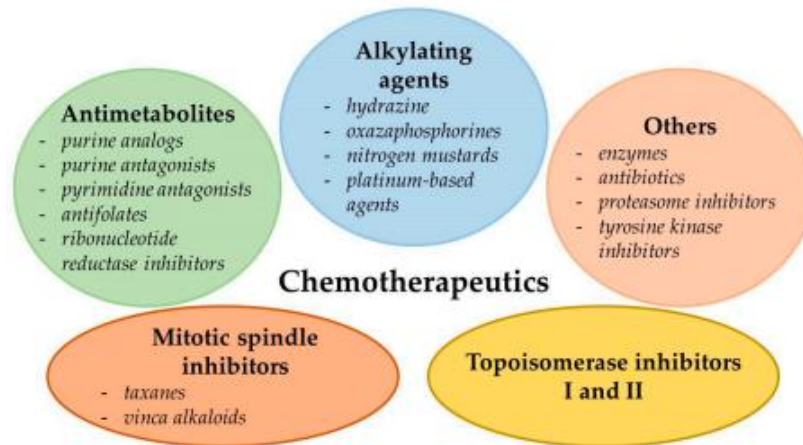 Alkylating
agents
- hydrazine
- oxazaphosphorines
- nitrogen mustards
- platinum-based
agents
Antimetabolites
- purine analogs
- purine antagonists
- pyrimidine antagonists
- antifolates
- ribonucleotide
reductase inhibitors
Others
- enzymes
- antibiotics
- proteasome inhibitors
- tyrosine kinase
inhibitors
Chemotherapeutics
Mitotic spindle
inhibitors
- taxanes
- vinca alkaloids
Topoisomerase inhibitors
I and II